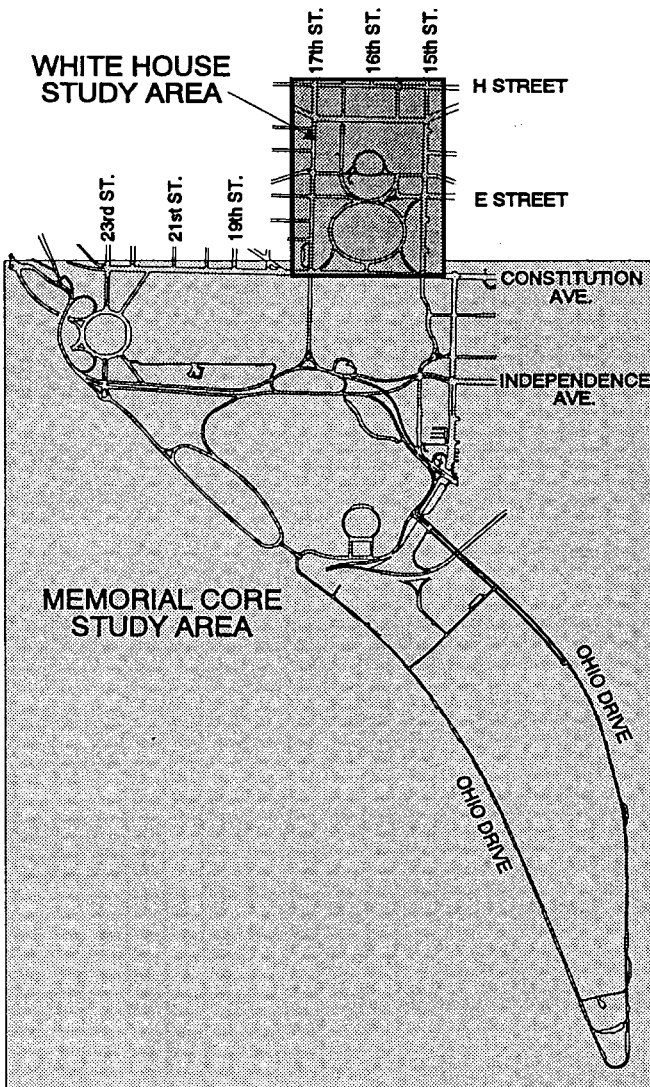 17th ST.
16th ST.
15th ST.
WHITE HOUSE
STUDY AREA
H STREET
E STREET
23rd ST.
21st ST.
19th ST.
CONSTITUTION
AVE.
INDEPENDENCE
AVE.
MEMORIAL CORE
STUDY AREA
OHIO DRIVE
OHIO DRIVE